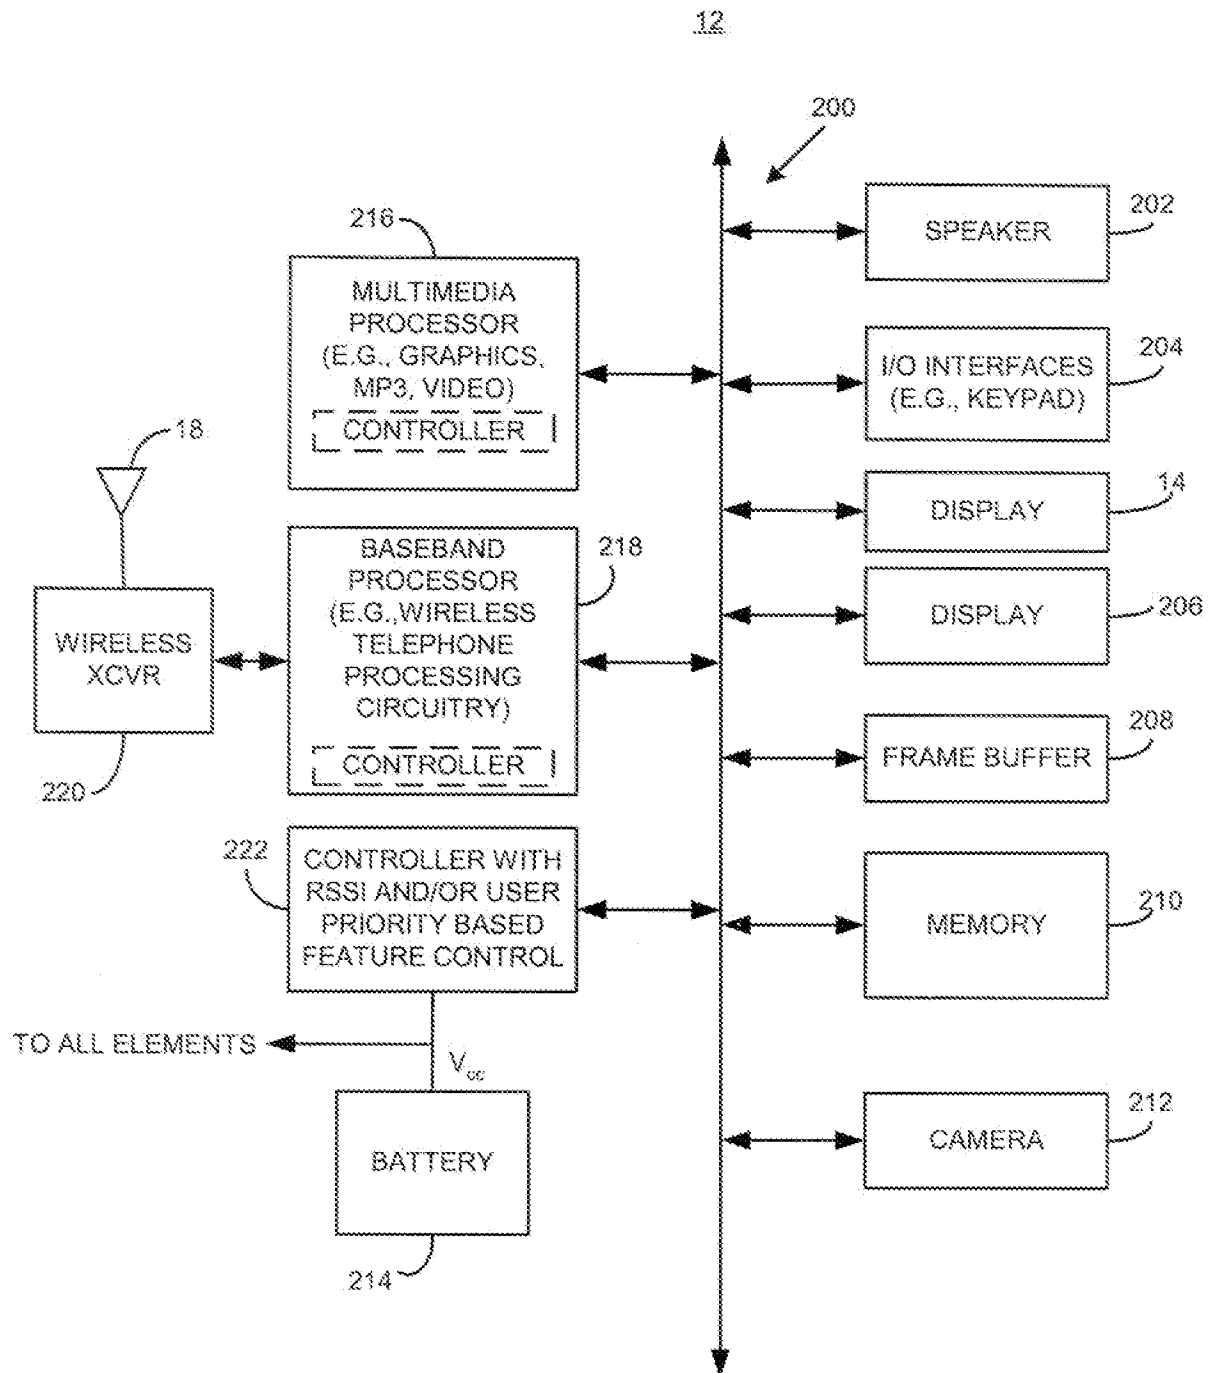 12
200
216
MULTIMEDIA
PROCESSOR
(E.G., GRAPHICS,
MP3, VIDEO)
CONTROLLER
SPEAKER
202
I/O INTERFACES
(E.G., KEYPAD)
204
18
DISPLAY
14
BASEBAND
PROCESSOR
(E.G.,WIRELESS
TELEPHONE
PROCESSING
CIRCUITRY)
CONTROLLER
218
WIRELESS
XCVR
220
DISPLAY
206
FRAME BUFFER
208
222
CONTROLLER WITH
RSSI AND/OR USER
PRIORITY BASED
FEATURE CONTROL
MEMORY
210
TO ALL ELEMENTS
Vcc
BATTERY
214
CAMERA
212